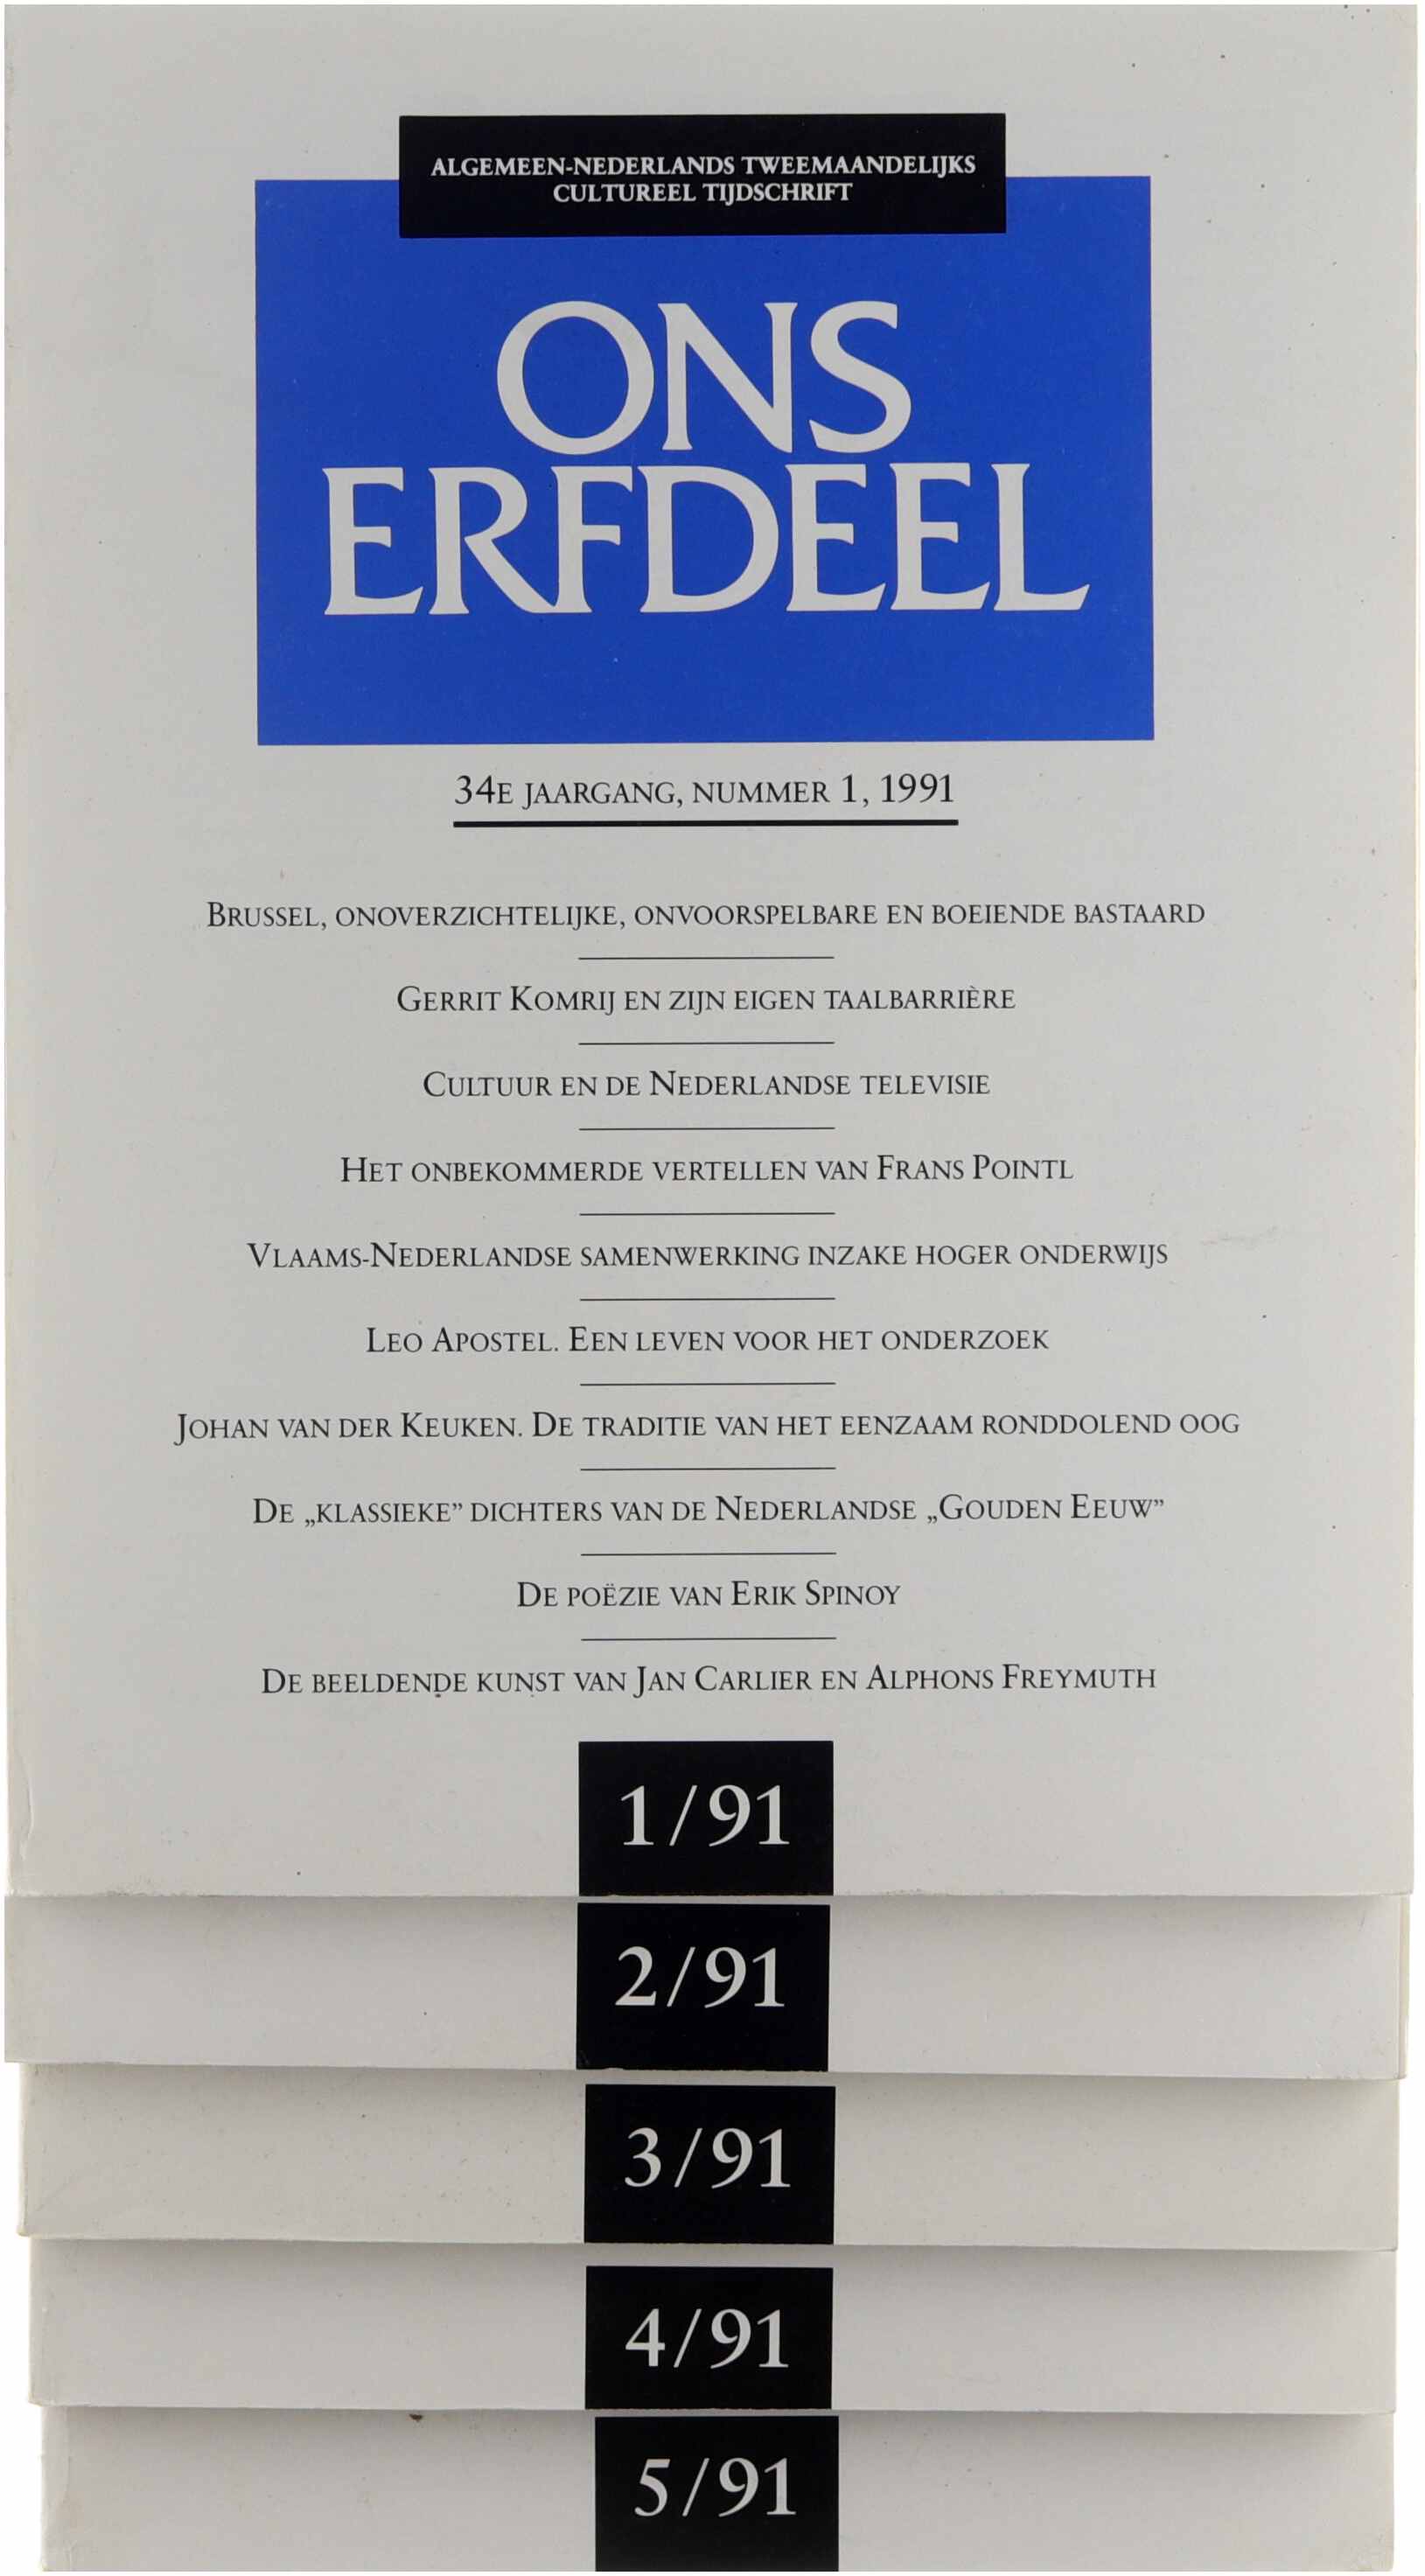 ALGEMEEN-NEDERLANDS TWEEMAANDELIJKS
CULTUREEL TIJDSCHRIFT
ONS
ERFDEEL
34E JAARGANG, NUMMER 1, 1991
BRUSSEL, ONOVERZICHTELIJKE, ONVOORSPELBARE EN BOEIENDE BASTAARD
GERRIT KOMRIJ EN ZIJN EIGEN TAALBARRIÈRE
CULTUUR EN DE NEDERLANDSE TELEVISIE
HET ONBEKOMMERDE VERTELLEN VAN FRANS POINTL
VLAAMS-NEDERLANDSE SAMENWERKING INZAKE HOGER ONDERWIJS
LEO APOSTEL. EEN LEVEN VOOR HET ONDERZOEK
JOHAN VAN DER KEUKEN. DE TRADITIE VAN HET EENZAAM RONDDOLEND OOG
DE „KLASSIEKE” DICHTERS VAN DE NEDERLANDSE „GOUDEN EEUW”
DE POËZIE VAN ERIK SPINOY
DE BEELDENDE KUNST VAN JAN CARLIER EN ALPHONS FREYMUTH
1/91
2/91
3/91
4/91
5/91